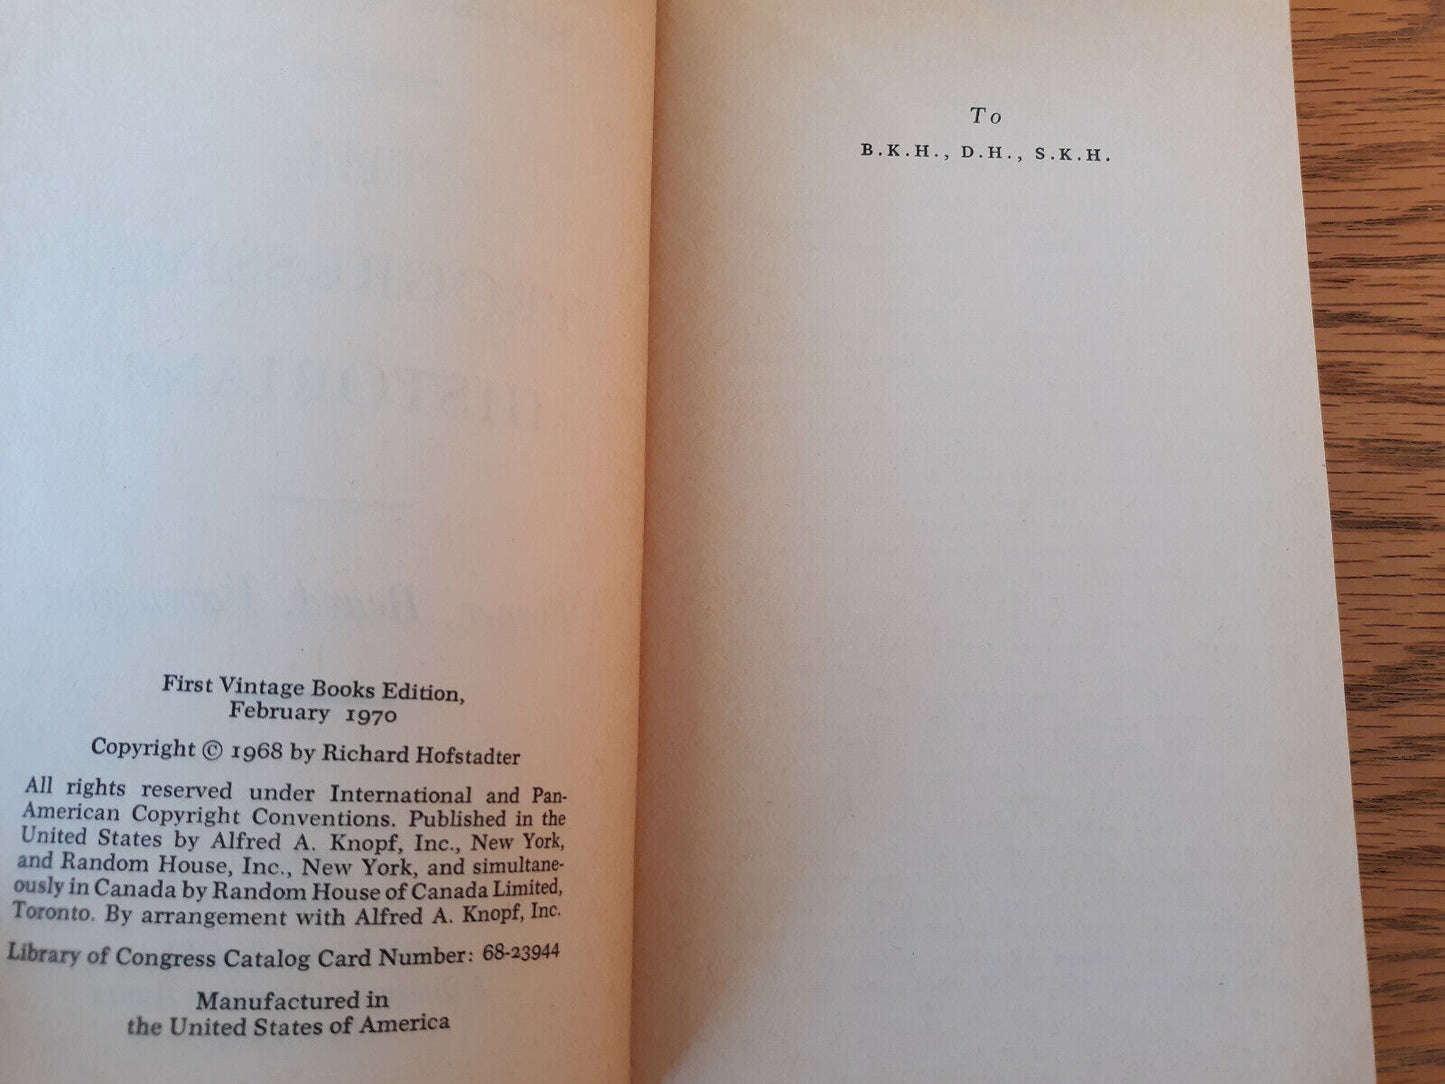 First Vintage Books Edition,
February 1970
Copyright © 1968 by Richard Hofstadter
All rights reserved under International and Pan-
American Copyright Conventions. Published in the
United States by Alfred A. Knopf, Inc., New York,
and Random House, Inc., New York, and simultane-
ously in Canada by Random House of Canada Limited,
Toronto. By arrangement with Alfred A. Knopf, Inc.
Library of Congress Catalog Card Number: 68-23944
Manufactured in
the United States of America
To
B.K.H., D.H., S.K.H.